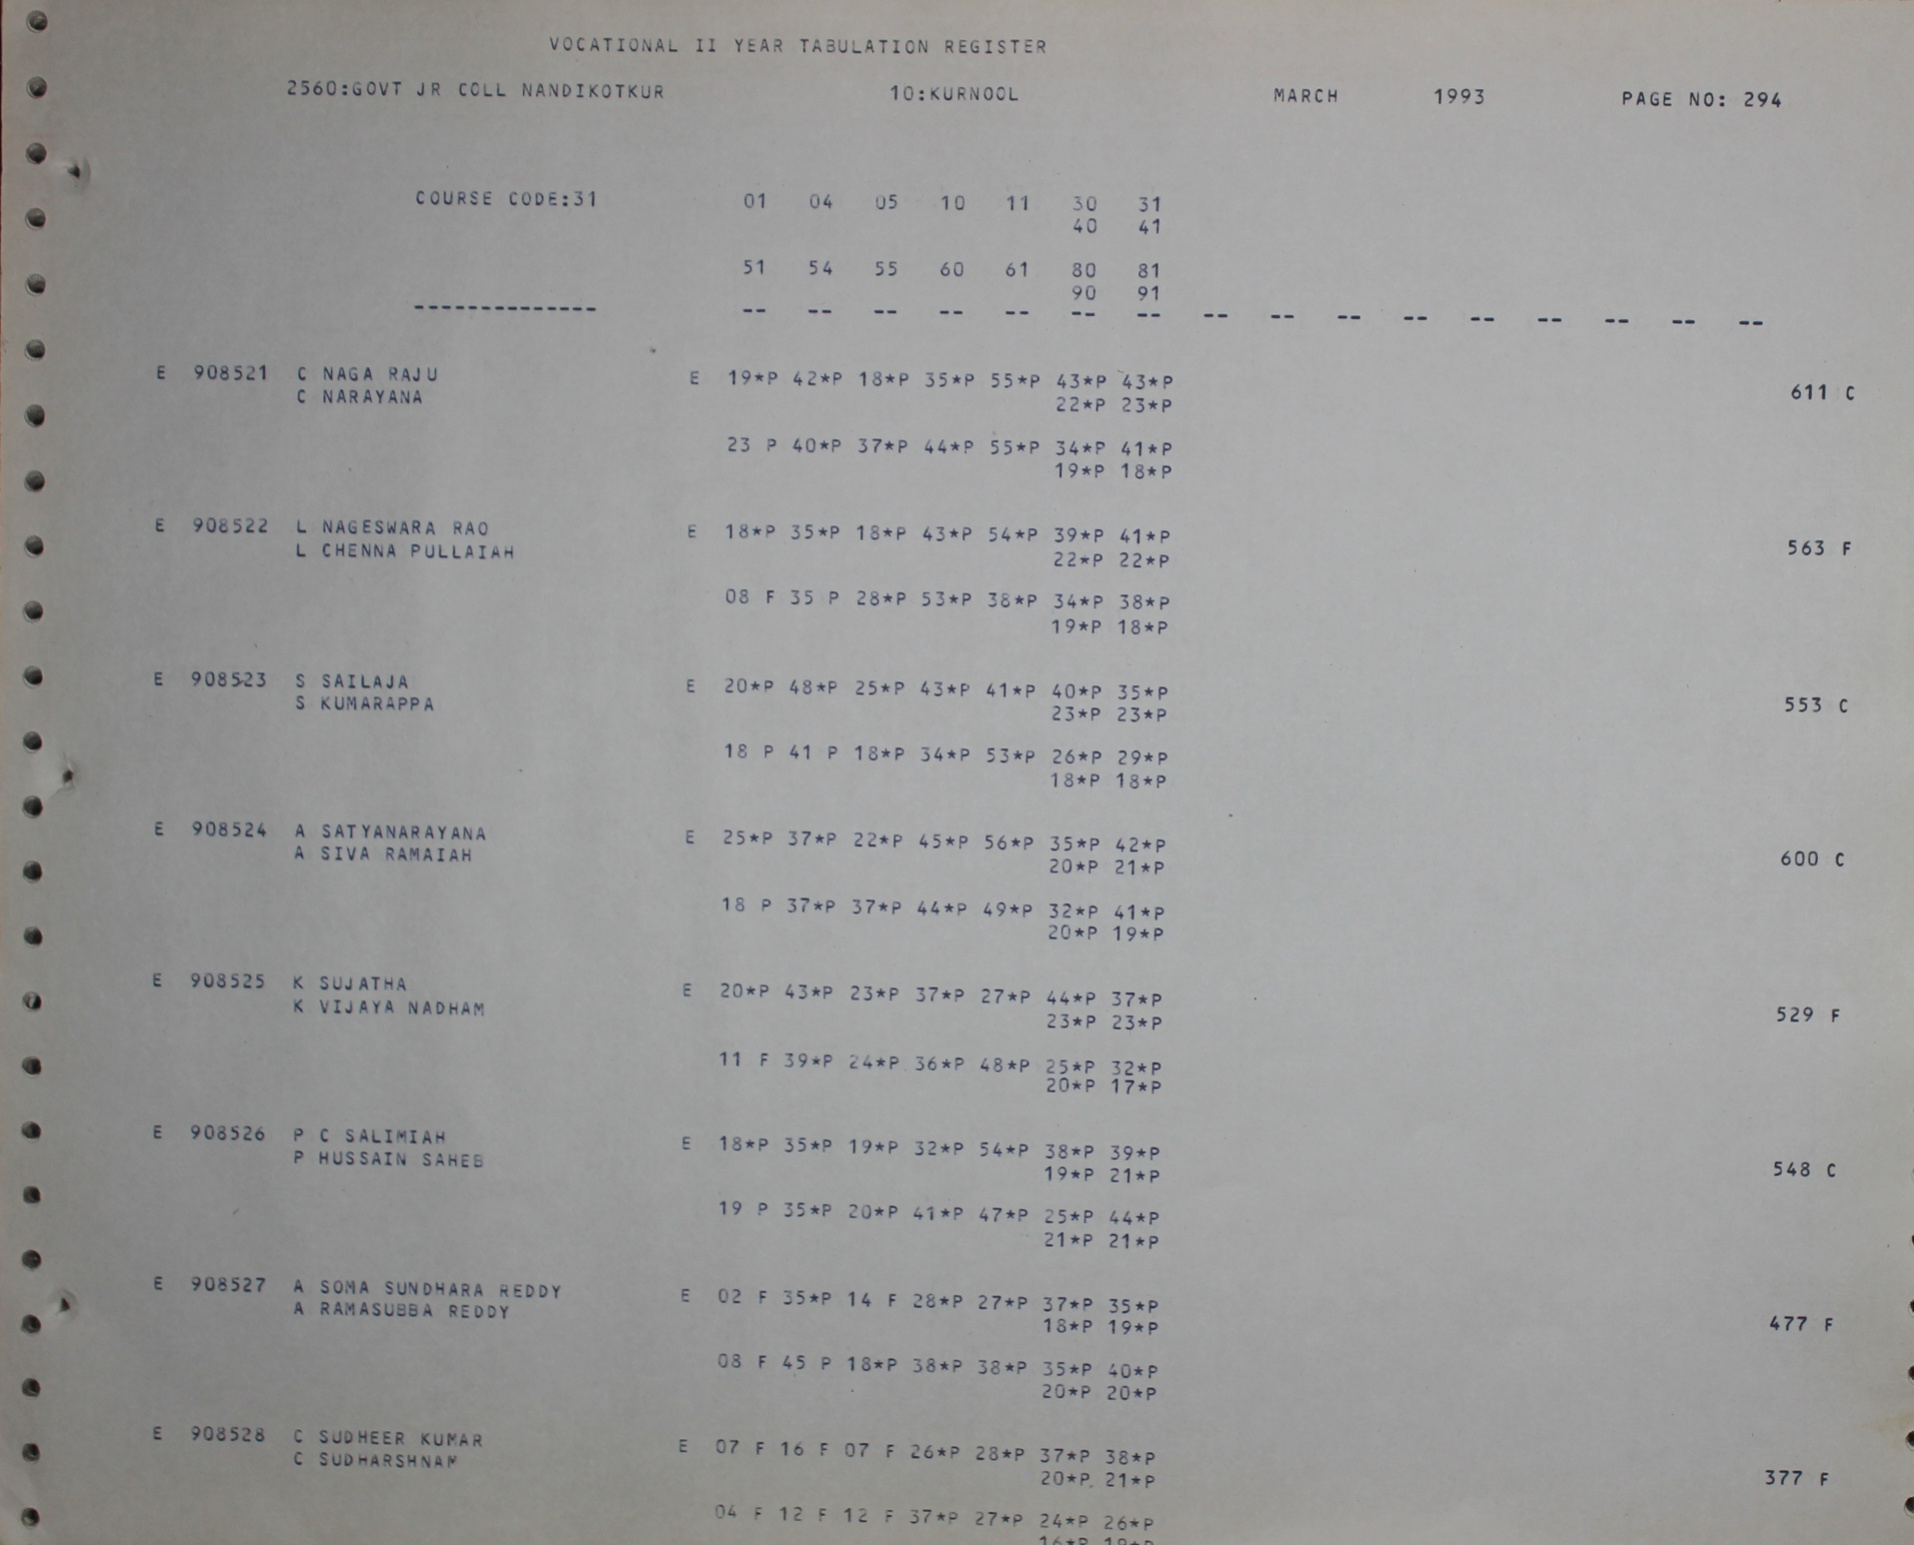 VOCATIONAL II YEAR TABULATION REGISTER
2560:GOVT JR COLL NANDIKOTKUR 10:KURNOOL MARCH 1993 PAGE NO: 294
COURSE CODE:31 01 04 05 10 11 30 31
40 41
51 54 55 60 61 80 81
90 91
-------------- -- -- -- -- -- -- -- -- -- -- -- -- -- -- -- --
E 908521 C NAGA RAJU E 19*P 42*P 18*P 35*P 55*P 43*P 43*P
C NARAYANA 22*P 23*P 611 C
23 P 40*P 37*P 44*P 55*P 34*P 41*P
19*P 18*P
E 908522 L NAGESWARA RAO E 18*P 35*P 18*P 43*P 54*P 39*P 41*P
L CHENNA PULLAIAH 22*P 22*P 563 F
08 F 35 P 28*P 53*P 38*P 34*P 38*P
19*P 18*P
E 908523 S SAILAJA E 20*P 48*P 25*P 43*P 41*P 40*P 35*P
S KUMARAPPA 23*P 23*P 553 C
18 P 41 P 18*P 34*P 53*P 26*P 29*P
18*P 18*P
E 908524 A SATYANARAYANA E 25*P 37*P 22*P 45*P 56*P 35*P 42*P
A SIVA RAMAIAH 20*P 21*P 600 C
18 P 37*P 37*P 44*P 49*P 32*P 41*P
20*P 19*P
E 908525 K SUJATHA E 20*P 43*P 23*P 37*P 27*P 44*P 37*P
K VIJAYA NADHAM 23*P 23*P 529 F
11 F 39*P 24*P 36*P 48*P 25*P 32*P
20*P 17*P
E 908526 P C SALIMIAH E 18*P 35*P 19*P 32*P 54*P 38*P 39*P
P HUSSAIN SAHEB 19*P 21*P 548 C
19 P 35*P 20*P 41*P 47*P 25*P 44*P
21*P 21*P
E 908527 A SOMA SUNDHARA REDDY E 02 F 35*P 14 F 28*P 27*P 37*P 35*P
A RAMASUBBA REDDY 18*P 19*P 477 F
08 F 45 P 18*P 38*P 38*P 35*P 40*P
20*P 20*P
E 908528 C SUDHEER KUMAR E 07 F 16 F 07 F 26*P 28*P 37*P 38*P
C SUDHARSHNAM 20*P 21*P 377 F
04 F 12 F 12 F 37*P 27*P 24*P 26*P